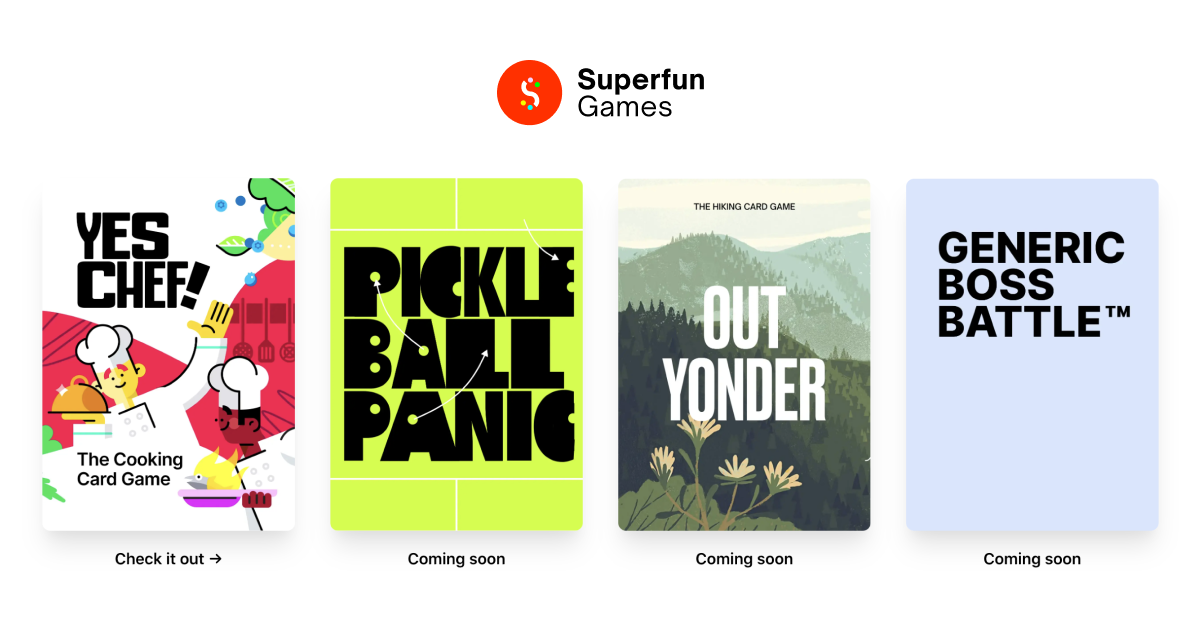 Superfun
Games
YES
CHEF!
The Cooking
Card Game
Check it out →
PICKLE
BALL
PANIC
Coming soon
THE HIKING CARD GAME
OUT
YONDER
Coming soon
GENERIC
BOSS
BATTLE™
Coming soon